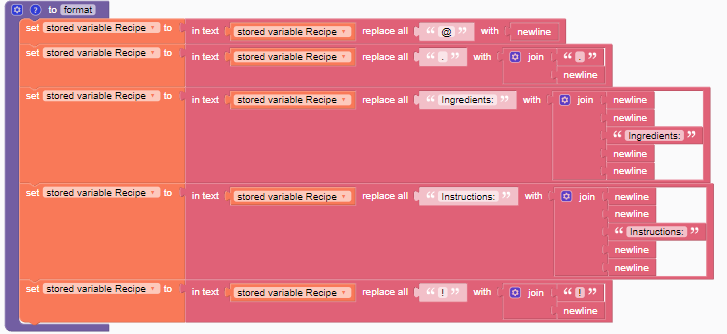 to format
set stored variable Recipe to in text stored variable Recipe replace all “ @ ” with newline
set stored variable Recipe to in text stored variable Recipe replace all “ . ” with join “ . ”
newline
set stored variable Recipe to in text stored variable Recipe replace all “ Ingredients: ” with join newline
newline
“ Ingredients: ”
newline
newline
set stored variable Recipe to in text stored variable Recipe replace all “ Instructions: ” with join newline
newline
“ Instructions: ”
newline
newline
set stored variable Recipe to in text stored variable Recipe replace all “ ! ” with join “ ! ”
newline